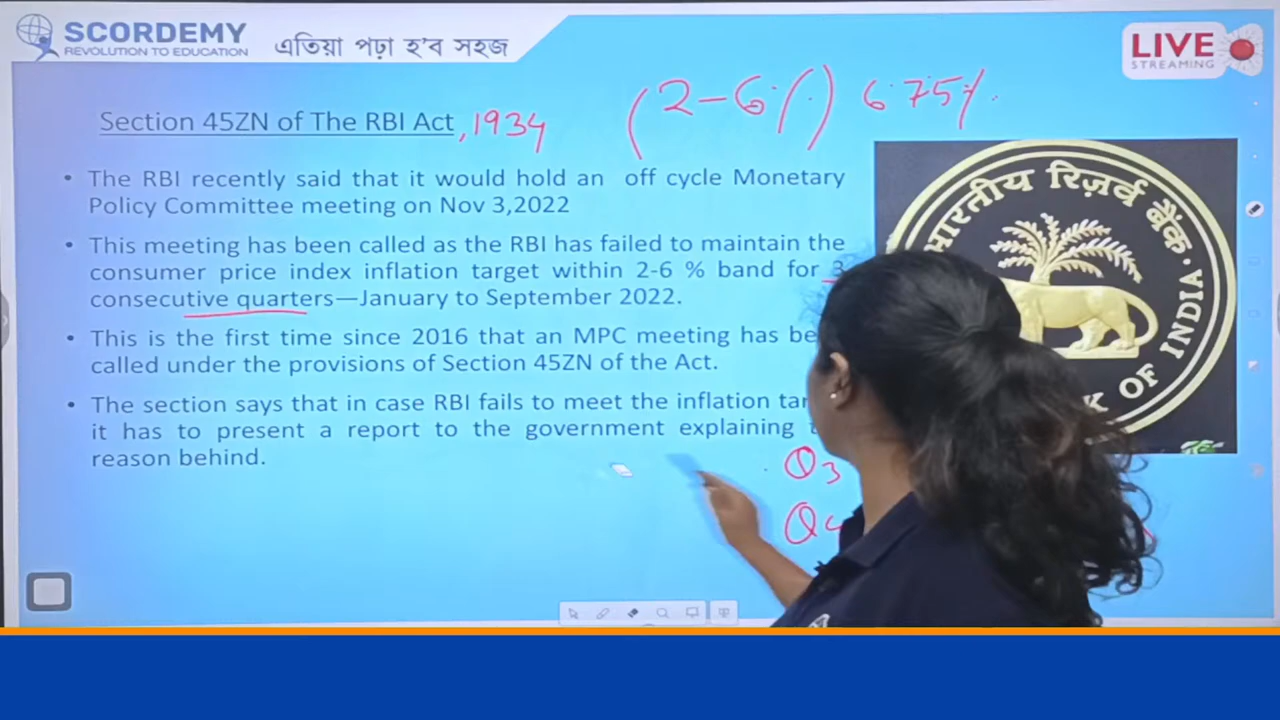 SCORDEMY
REVOLUTION TO EDUCATION
এতিয়া পঢ়া হ'ব সহজ
LIVE
STREAMING
Section 45ZN of The RBI Act, 1934
(2-6%) 6.75%.
• The RBI recently said that it would hold an off cycle Monetary
Policy Committee meeting on Nov 3,2022
• This meeting has been called as the RBI has failed to maintain the
consumer price index inflation target within 2-6 % band for 3
consecutive quarters—January to September 2022.
• This is the first time since 2016 that an MPC meeting has be
called under the provisions of Section 45ZN of the Act.
• The section says that in case RBI fails to meet the inflation tar
it has to present a report to the government explaining
reason behind.
Q3
Q4
भारतीय रिज़र्व बैंक
K OF INDIA